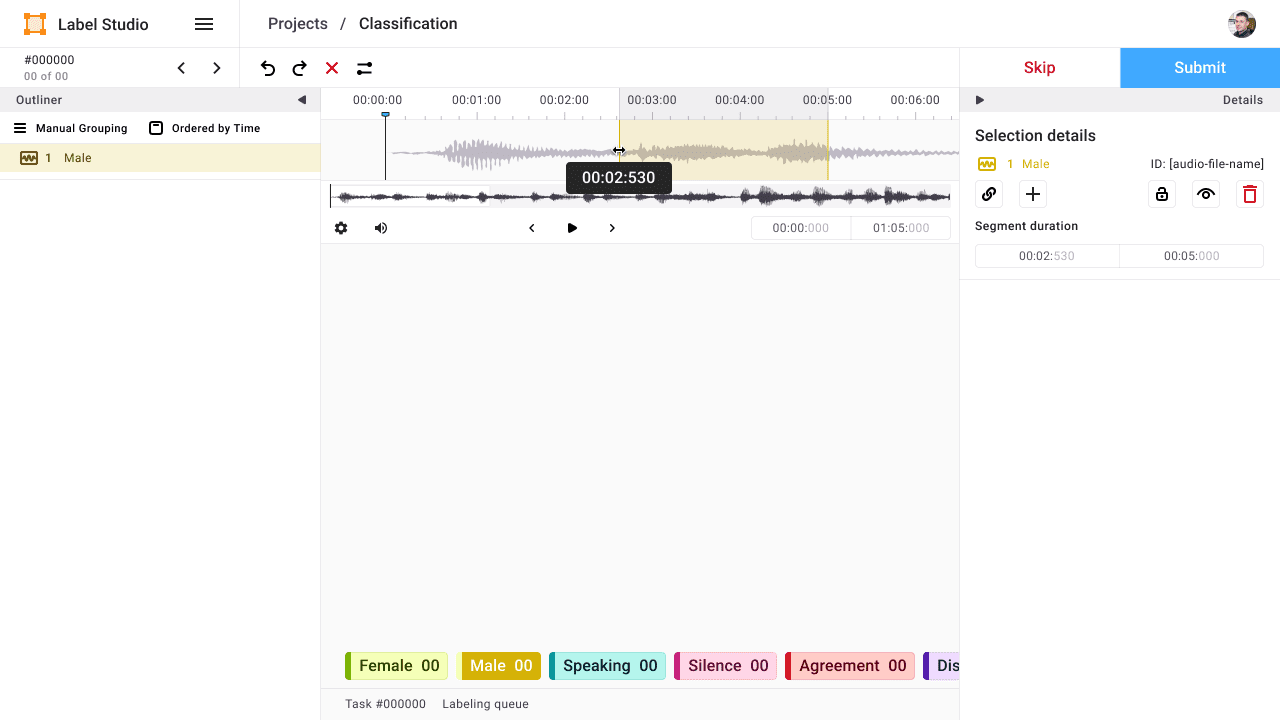 Label Studio
Projects / Classification
#000000
00 of 00
Skip
Submit
Outliner
00:00:00 00:01:00 00:02:00 00:03:00 00:04:00 00:05:00 00:06:00
Details
Manual Grouping
Ordered by Time
1 Male
00:02:530
00:00:000
01:05:000
Selection details
1 Male
ID: [audio-file-name]
Segment duration
00:02:530
00:05:000
Female 00
Male 00
Speaking 00
Silence 00
Agreement 00
Dis
Task #000000
Labeling queue